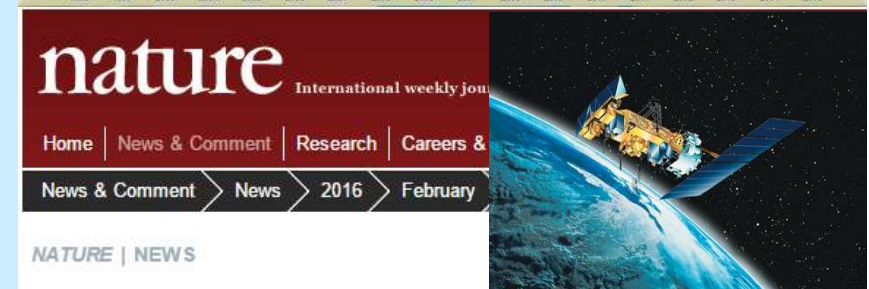 nature International weekly jou
Home News & Comment Research Careers &
News & Comment News 2016 February
NATURE | NEWS